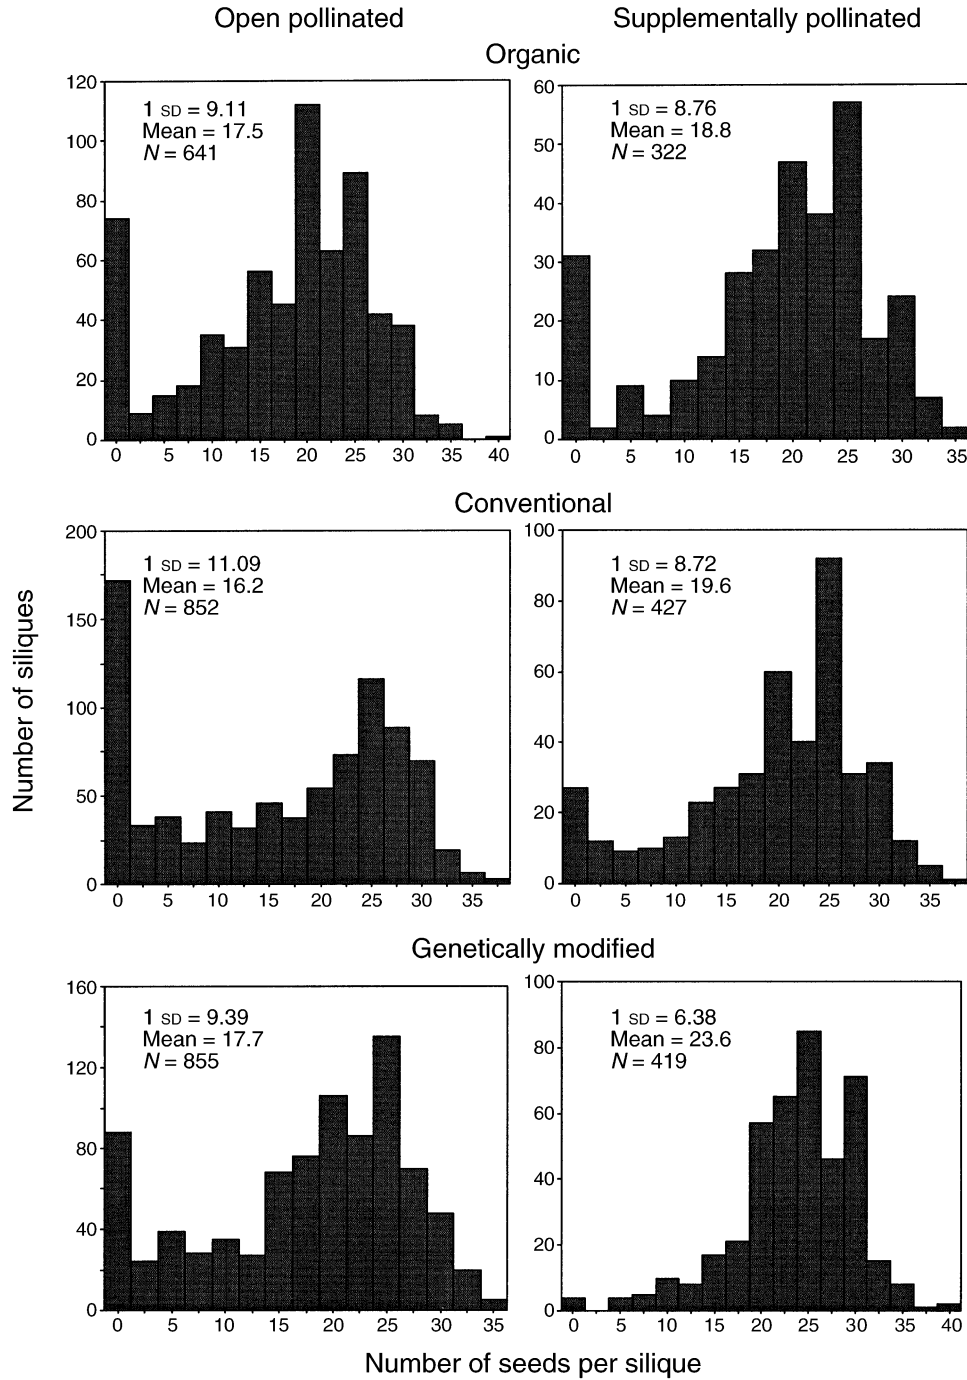 Open pollinated Supplementally pollinated
Organic
120
100
80
60
40
20
0
1 SD = 9.11
Mean = 17.5
N = 641
0 5 10 15 20 25 30 35 40
60
50
40
30
20
10
0
1 SD = 8.76
Mean = 18.8
N = 322
0 5 10 15 20 25 30 35
Conventional
Number of siliques
200
150
100
50
0
1 SD = 11.09
Mean = 16.2
N = 852
0 5 10 15 20 25 30 35
100
80
60
40
20
0
1 SD = 8.72
Mean = 19.6
N = 427
0 5 10 15 20 25 30 35
Genetically modified
160
120
80
40
0
1 SD = 9.39
Mean = 17.7
N = 855
0 5 10 15 20 25 30 35
100
80
60
40
20
0
1 SD = 6.38
Mean = 23.6
N = 419
0 5 10 15 20 25 30 35 40
Number of seeds per silique